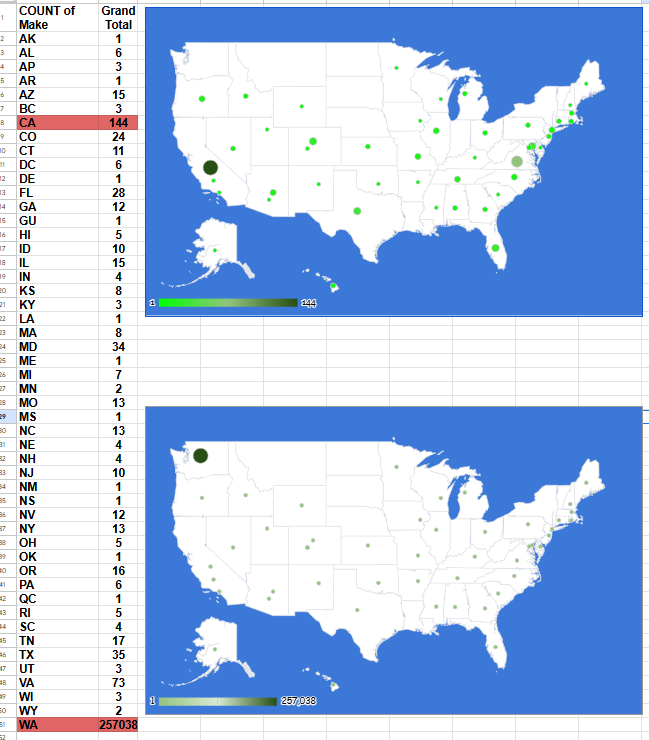 COUNT of Make Grand Total
AK 1
AL 6
AP 3
AR 1
AZ 15
BC 3
CA 144
CO 24
CT 11
DC 6
DE 1
FL 28
GA 12
GU 1
HI 5
ID 10
IL 15
IN 4
KS 8
KY 3
LA 1
MA 8
MD 34
ME 1
MI 7
MN 2
MO 13
MS 1
NC 13
NE 4
NH 4
NJ 10
NM 1
NS 1
NV 12
NY 13
OH 5
OK 1
OR 16
PA 6
QC 1
RI 5
SC 4
TN 17
TX 35
UT 3
VA 73
WI 3
WY 2
WA 257038
1 144
1 257,038